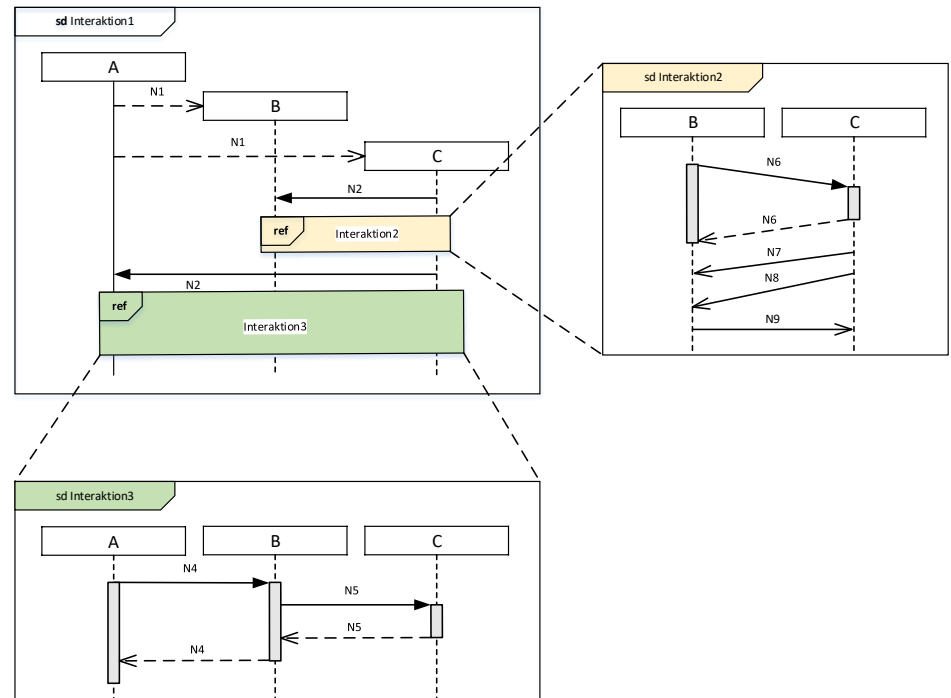 sd Interaktion1
A
N1
B
N1
C
N2
ref
Interaktion2
N2
ref
Interaktion3
sd Interaktion2
B
C
N6
N6
N7
N8
N9
sd Interaktion3
A
B
C
N4
N5
N5
N4